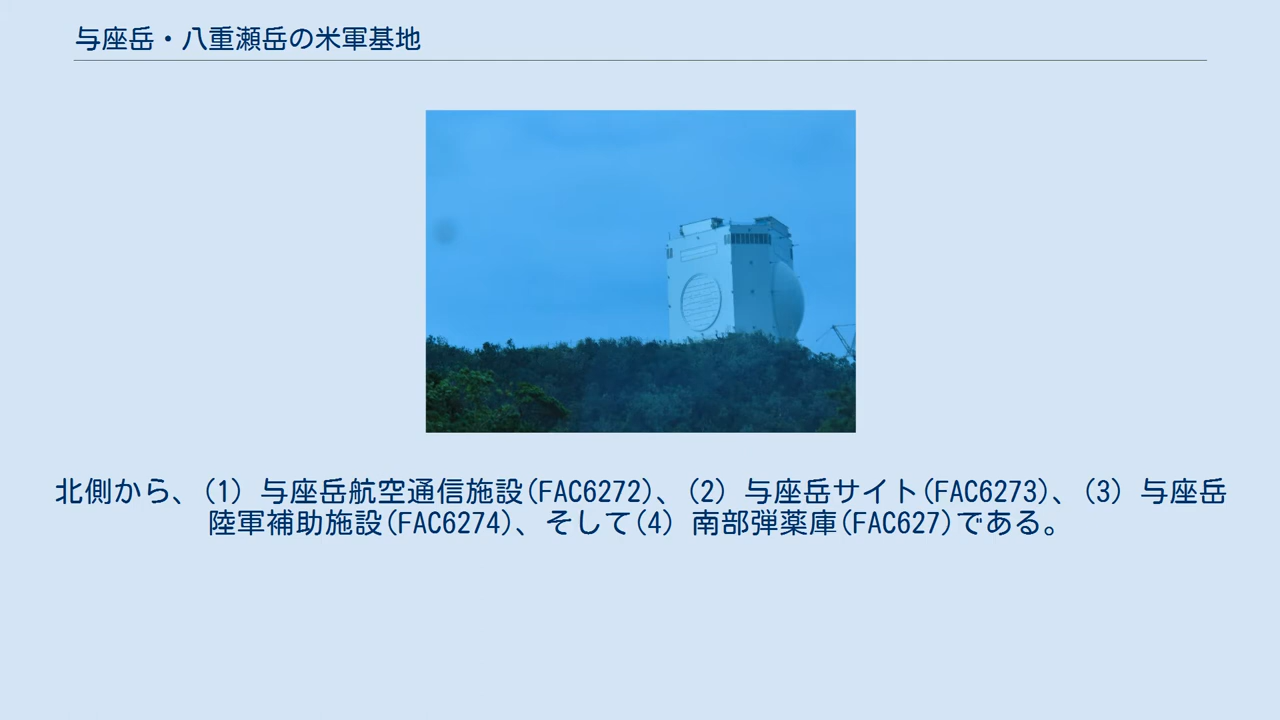 与座岳・八重瀬岳の米軍基地
北側から、(1) 与座岳航空通信施設(FAC6272)、(2) 与座岳サイト(FAC6273)、(3) 与座岳
陸軍補助施設(FAC6274)、そして(4) 南部弾薬庫(FAC627)である。